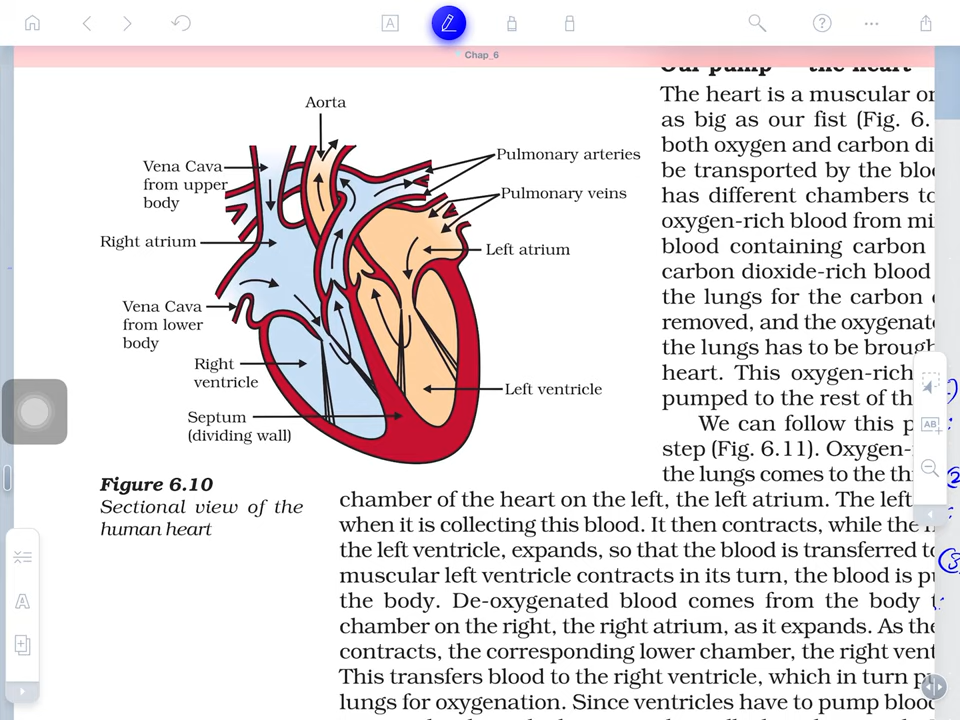 A
Chap_6
Our pump — the heart
Aorta
Vena Cava
from upper
body
Pulmonary arteries
Pulmonary veins
Right atrium
Left atrium
Vena Cava
from lower
body
Right
ventricle
Left ventricle
Septum
(dividing wall)
Figure 6.10
Sectional view of the
human heart
The heart is a muscular or
as big as our fist (Fig. 6.
both oxygen and carbon di
be transported by the bloo
has different chambers to
oxygen-rich blood from mi
blood containing carbon
carbon dioxide-rich blood
the lungs for the carbon
removed, and the oxygenat
the lungs has to be brough
heart. This oxygen-rich
pumped to the rest of th
We can follow this p
step (Fig. 6.11). Oxygen-
the lungs comes to the th
chamber of the heart on the left, the left atrium. The left
when it is collecting this blood. It then contracts, while the
the left ventricle, expands, so that the blood is transferred to
muscular left ventricle contracts in its turn, the blood is pu
the body. De-oxygenated blood comes from the body
chamber on the right, the right atrium, as it expands. As the
contracts, the corresponding lower chamber, the right vent
This transfers blood to the right ventricle, which in turn pu
lungs for oxygenation. Since ventricles have to pump blood
AB
A